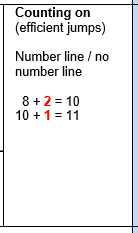 Counting on
(efficient jumps)
Number line / no
number line
8 + 2 = 10
10 + 1 = 11